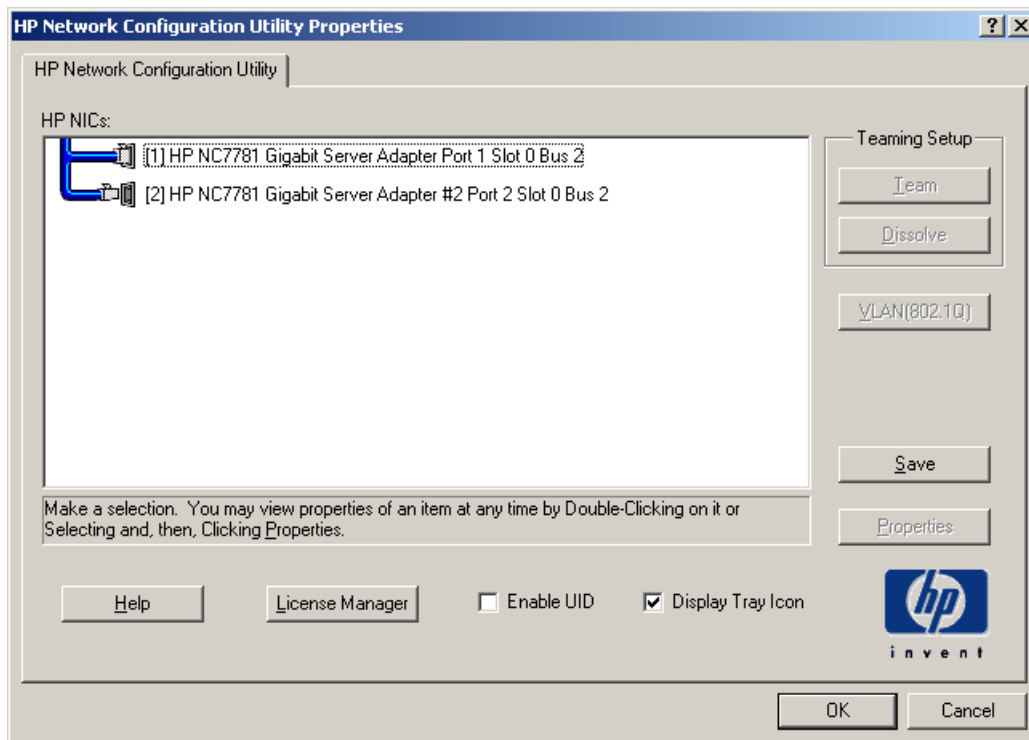 HP Network Configuration Utility Properties
HP Network Configuration Utility
HP NICs:
[1] HP NC7781 Gigabit Server Adapter Port 1 Slot 0 Bus 2
[2] HP NC7781 Gigabit Server Adapter #2 Port 2 Slot 0 Bus 2
Teaming Setup
Team
Dissolve
VLAN(802.1Q)
Save
Make a selection. You may view properties of an item at any time by Double-Clicking on it or
Selecting and, then, Clicking Properties.
Properties
Help
License Manager
Enable UID
Display Tray Icon
hp
invent
OK
Cancel